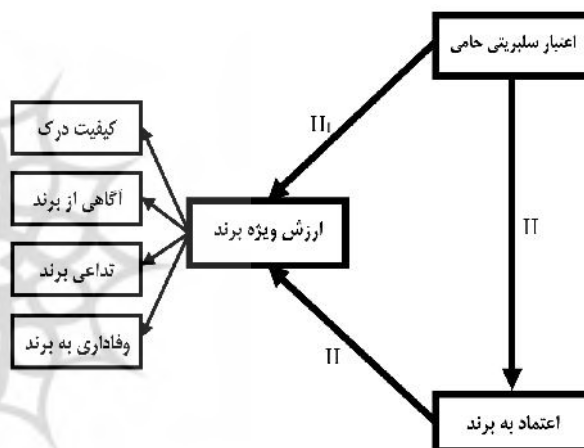 اعتبار سلبریتی حامی
H₁
کیفیت درک
آگاهی از برند
ارزش ویژه برند
تداعی برند
H
وفاداری به برند
H
اعتماد به برند